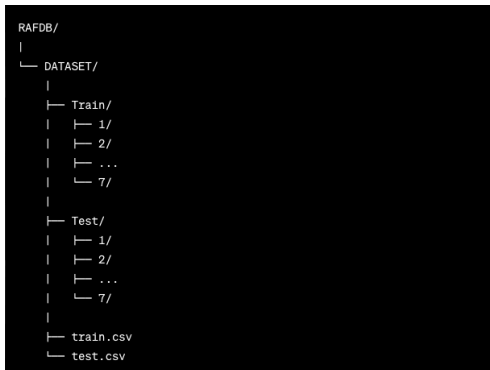 RAFDB/
|
└── DATASET/
    |
    ├── Train/
    |   ├── 1/
    |   ├── 2/
    |   ├── ...
    |   └── 7/
    |
    ├── Test/
    |   ├── 1/
    |   ├── 2/
    |   ├── ...
    |   └── 7/
    |
    ├── train.csv
    └── test.csv